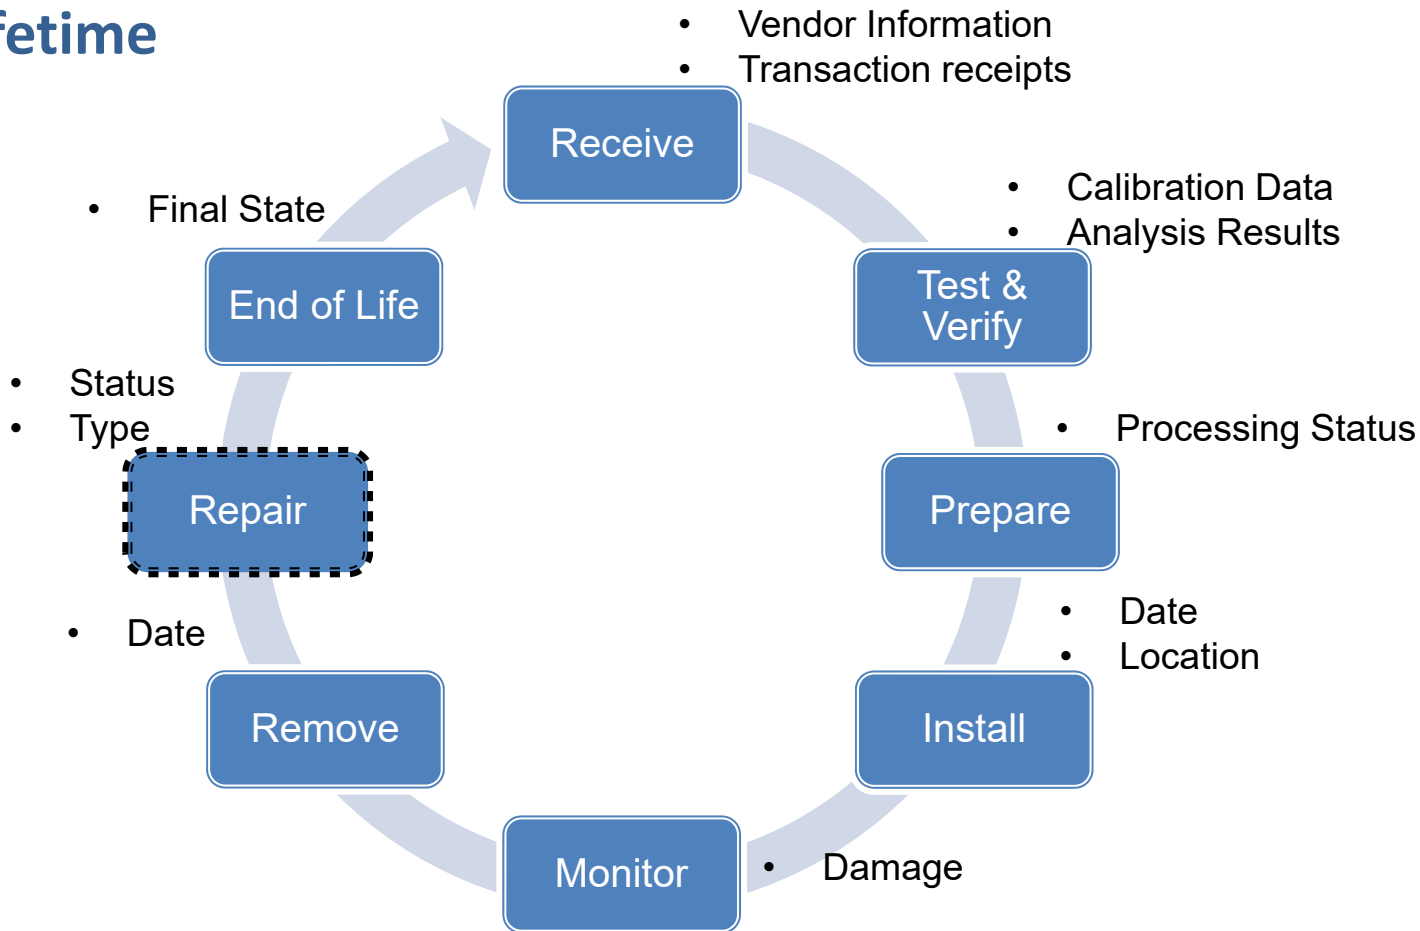 fetime
• Vendor Information
• Transaction receipts
Receive
• Calibration Data
• Analysis Results
Test &
Verify
• Processing Status
Prepare
• Date
• Location
Install
• Damage
Monitor
• Date
Remove
• Status
• Type
Repair
• Final State
End of Life